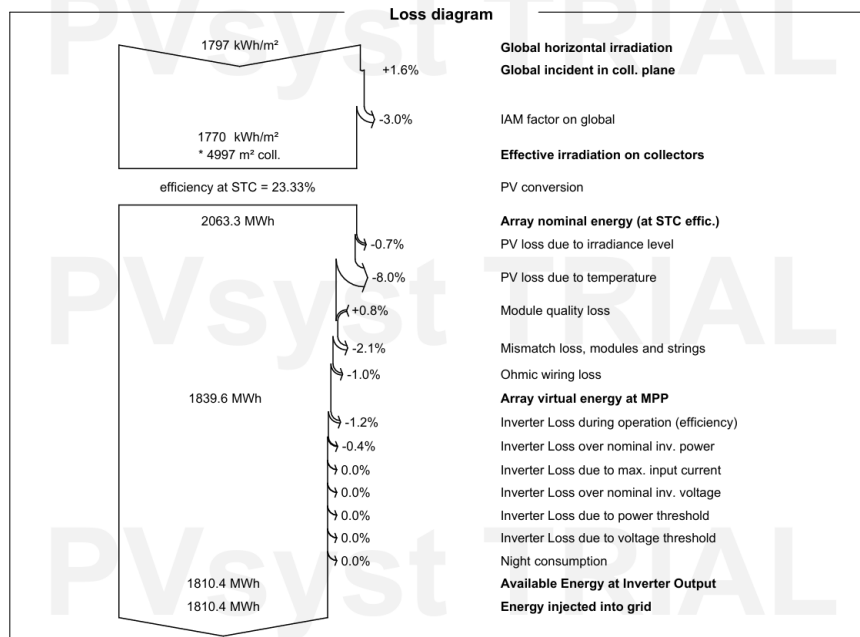 Loss diagram
1797 kWh/m² Global horizontal irradiation
+1.6% Global incident in coll. plane
-3.0% IAM factor on global
1770 kWh/m²
* 4997 m² coll. Effective irradiation on collectors
efficiency at STC = 23.33% PV conversion
2063.3 MWh Array nominal energy (at STC effic.)
-0.7% PV loss due to irradiance level
-8.0% PV loss due to temperature
+0.8% Module quality loss
-2.1% Mismatch loss, modules and strings
-1.0% Ohmic wiring loss
1839.6 MWh Array virtual energy at MPP
-1.2% Inverter Loss during operation (efficiency)
-0.4% Inverter Loss over nominal inv. power
0.0% Inverter Loss due to max. input current
0.0% Inverter Loss over nominal inv. voltage
0.0% Inverter Loss due to power threshold
0.0% Inverter Loss due to voltage threshold
0.0% Night consumption
1810.4 MWh Available Energy at Inverter Output
1810.4 MWh Energy injected into grid
PVsyst TRIAL
PVsyst TRIAL
PVsyst TRIAL